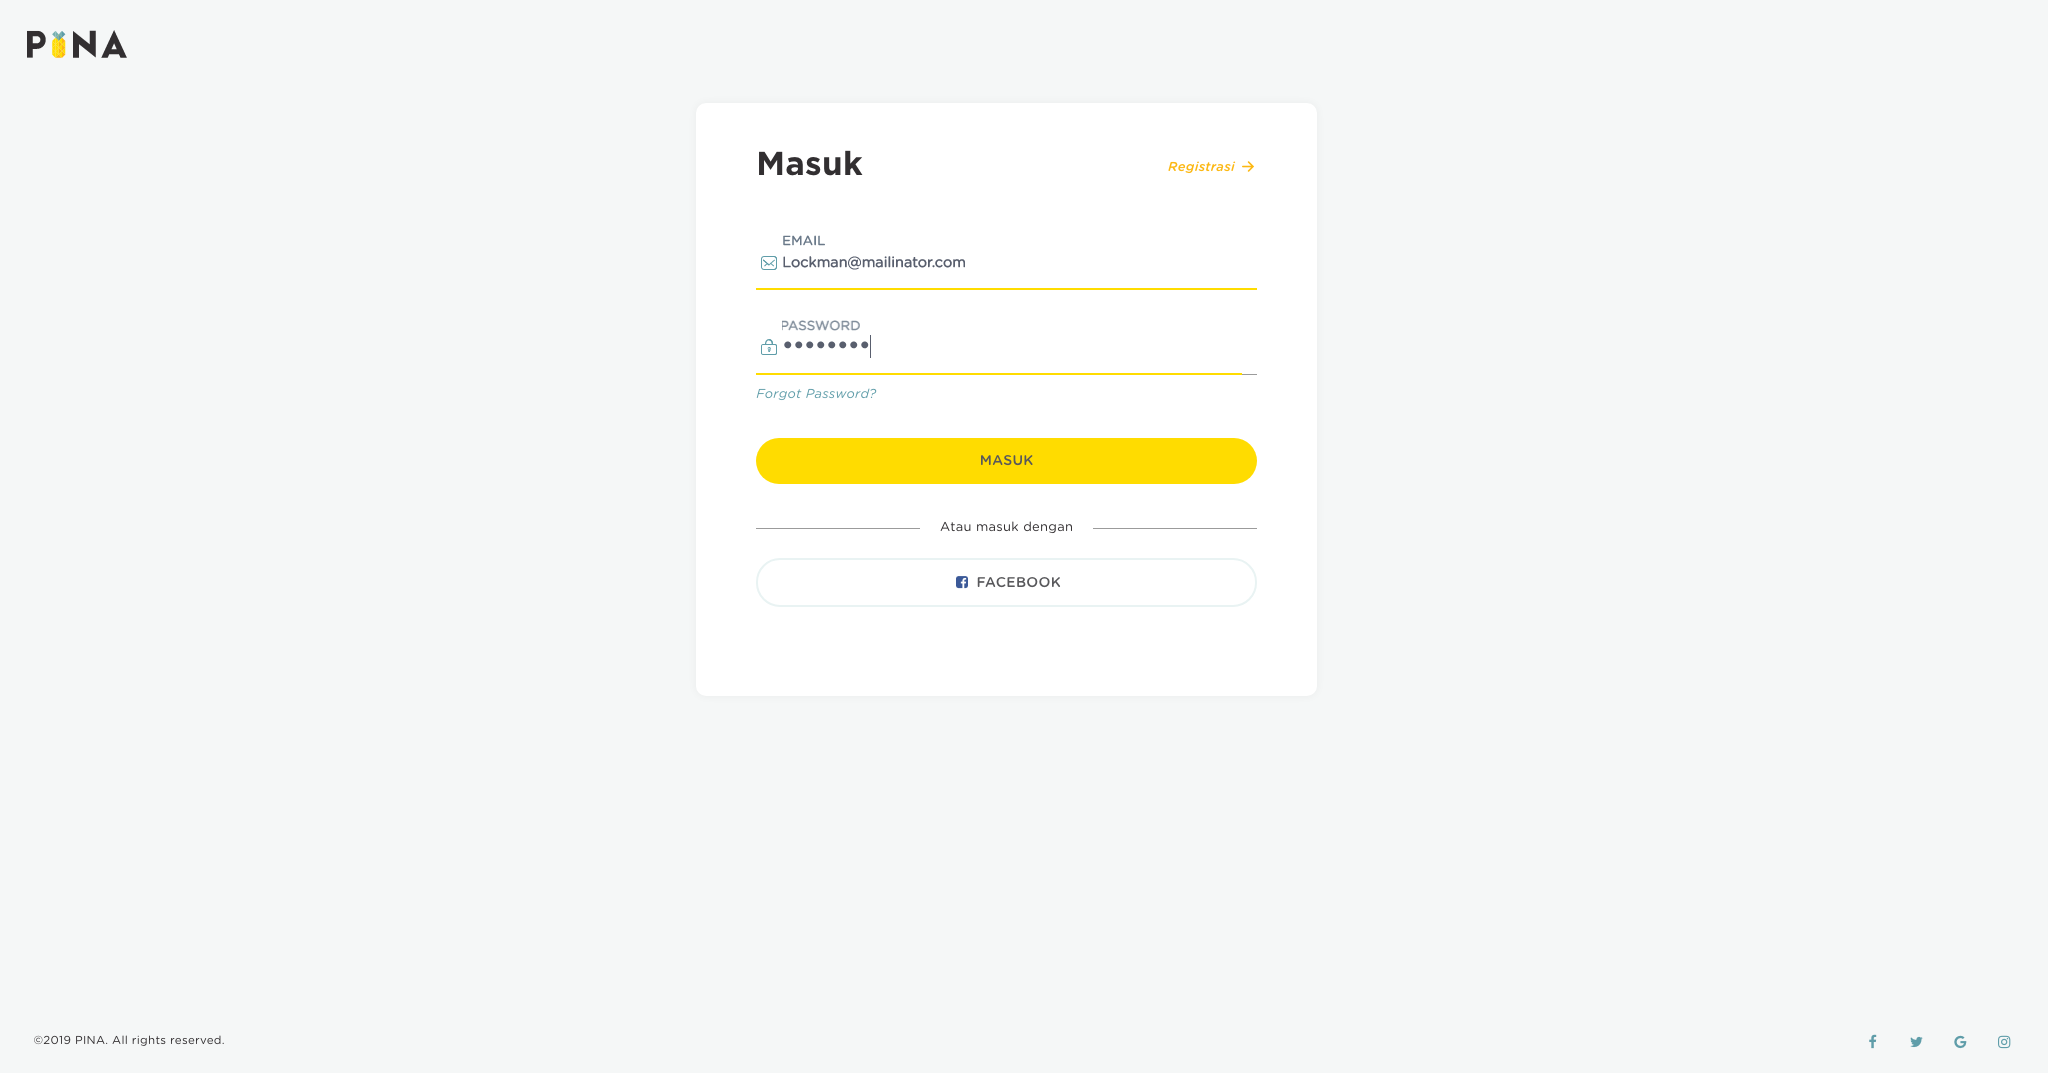 PINA
Masuk
Registrasi →
EMAIL
Lockman@mailinator.com
PASSWORD
••••••••
Forgot Password?
MASUK
Atau masuk dengan
FACEBOOK
©2019 PINA. All rights reserved.